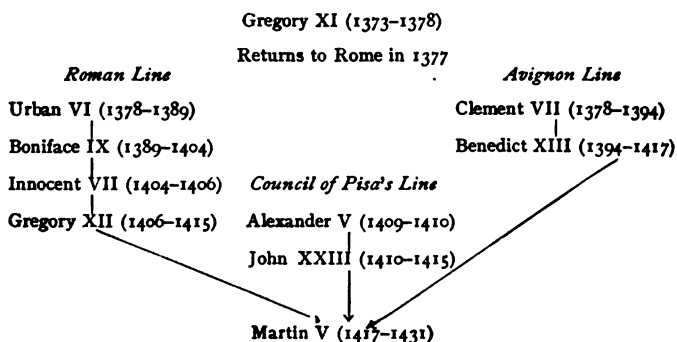 Gregory XI (1373–1378)
Returns to Rome in 1377
Roman Line
Avignon Line
Urban VI (1378–1389)
Clement VII (1378–1394)
Boniface IX (1389–1404)
Benedict XIII (1394–1417)
Innocent VII (1404–1406)
Council of Pisa's Line
Gregory XII (1406–1415)
Alexander V (1409–1410)
John XXIII (1410–1415)
Martin V (1417–1431)